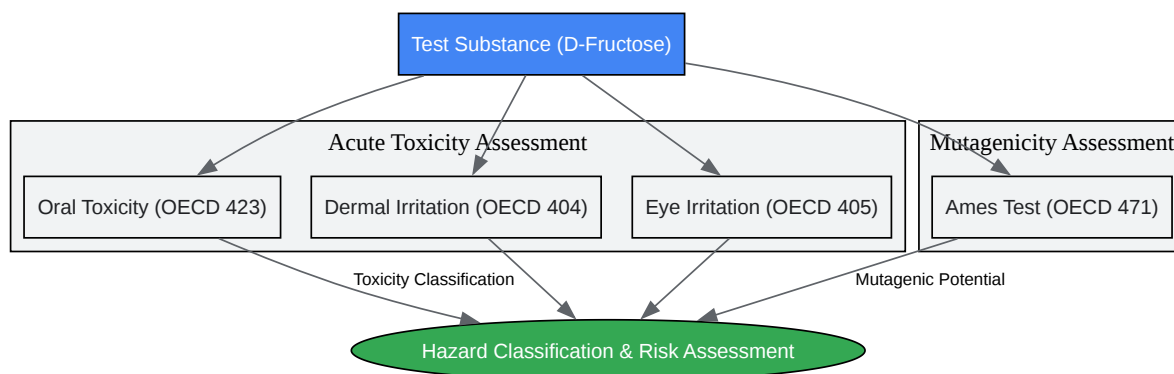 Test Substance (D-Fructose)
Acute Toxicity Assessment
Mutagenicity Assessment
Oral Toxicity (OECD 423)
Dermal Irritation (OECD 404)
Eye Irritation (OECD 405)
Ames Test (OECD 471)
Toxicity Classification
Mutagenic Potential
Hazard Classification & Risk Assessment